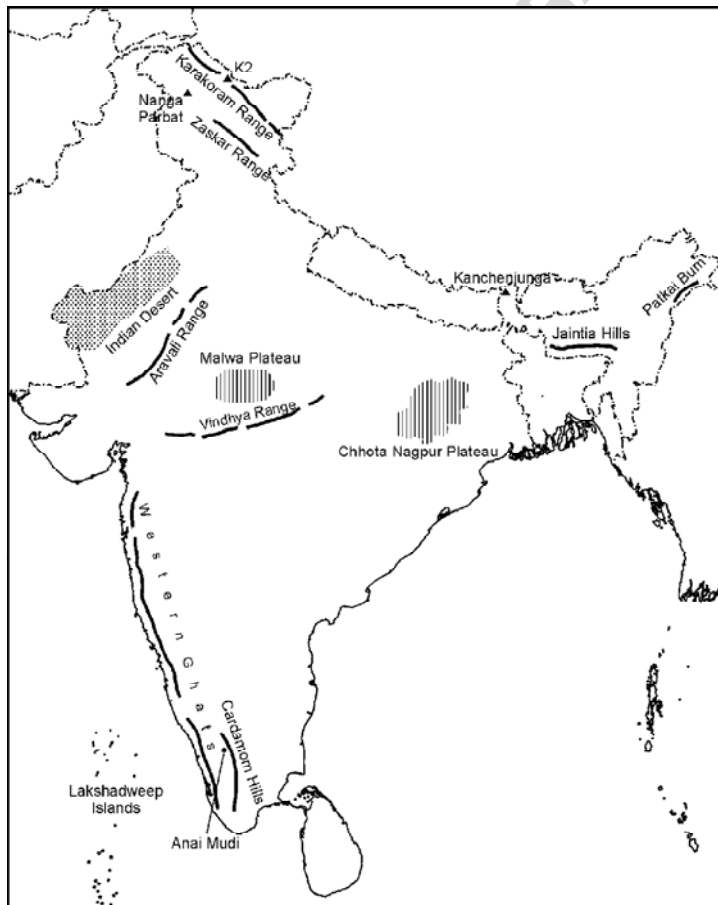 K2
Karakoram Range
Nanga
Parbat
Zaskar Range
Kanchenjunga
Patkai Bum
Indian Desert
Aravali Range
Jaintia Hills
Malwa Plateau
Vindhya Range
Chhota Nagpur Plateau
Western Ghats
Cardamom Hills
Lakshadweep
Islands
Anai Mudi